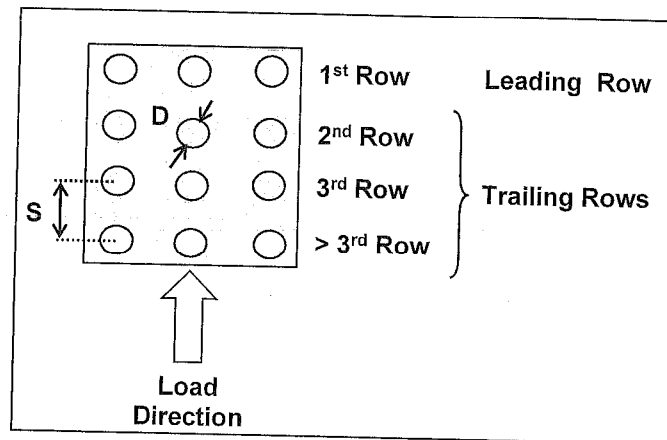 1st Row Leading Row
D
2nd Row
3rd Row Trailing Rows
S
> 3rd Row
Load
Direction